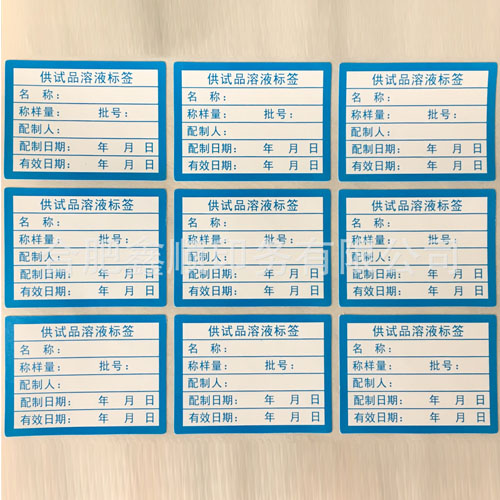 供试品溶液标签 供试品溶液标签 供试品溶液标签
名 称： 名 称： 名 称：
称样量： 批号： 称样量： 批号： 称样量： 批号：
配制人： 配制人： 配制人：
配制日期： 年 月 日 配制日期： 年 月 日 配制日期： 年 月 日
有效日期： 年 月 日 有效日期： 年 月 日 有效日期： 年 月 日
供试品溶液标签 供试品溶液标签 供试品溶液标签
名 称： 名 称： 名 称：
称样量： 批号： 称样量： 批号： 称样量： 批号：
配制人： 配制人： 配制人：
配制日期： 年 月 日 配制日期： 年 月 日 配制日期： 年 月 日
有效日期： 年 月 日 有效日期： 年 月 日 有效日期： 年 月 日
供试品溶液标签 供试品溶液标签 供试品溶液标签
名 称： 名 称： 名 称：
称样量： 批号： 称样量： 批号： 称样量： 批号：
配制人： 配制人： 配制人：
配制日期： 年 月 日 配制日期： 年 月 日 配制日期： 年 月 日
有效日期： 年 月 日 有效日期： 年 月 日 有效日期： 年 月 日